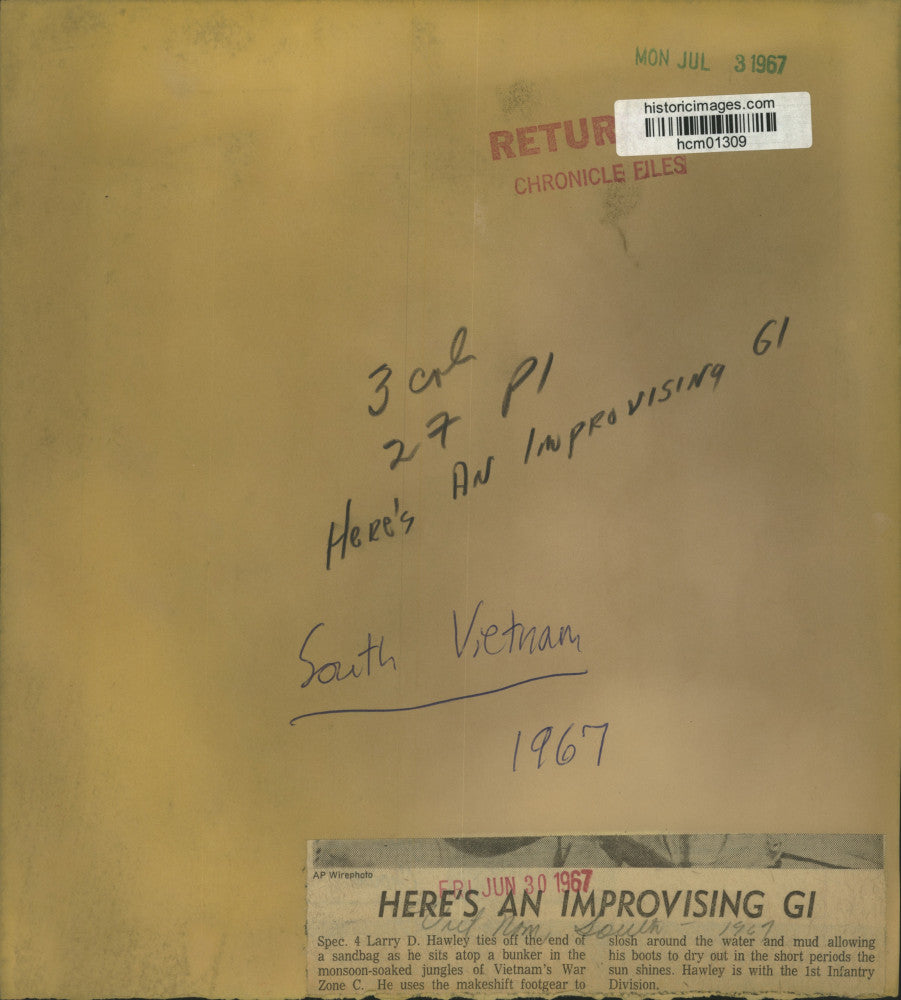 MON JUL 3 1967
historicimages.com
hcm01309
RETUR
CHRONICLE FILES
3 col
27 P1
HERE'S AN IMPROVISING GI
South Vietnam
1967
AP Wirephoto
FRI JUN 30 1967
HERE'S AN IMPROVISING GI
Viet Nam, South - 1967
Spec. 4 Larry D. Hawley ties off the end of
a sandbag as he sits atop a bunker in the
monsoon-soaked jungles of Vietnam's War
Zone C. He uses the makeshift footgear to
slosh around the water and mud allowing
his boots to dry out in the short periods the
sun shines. Hawley is with the 1st Infantry
Division.